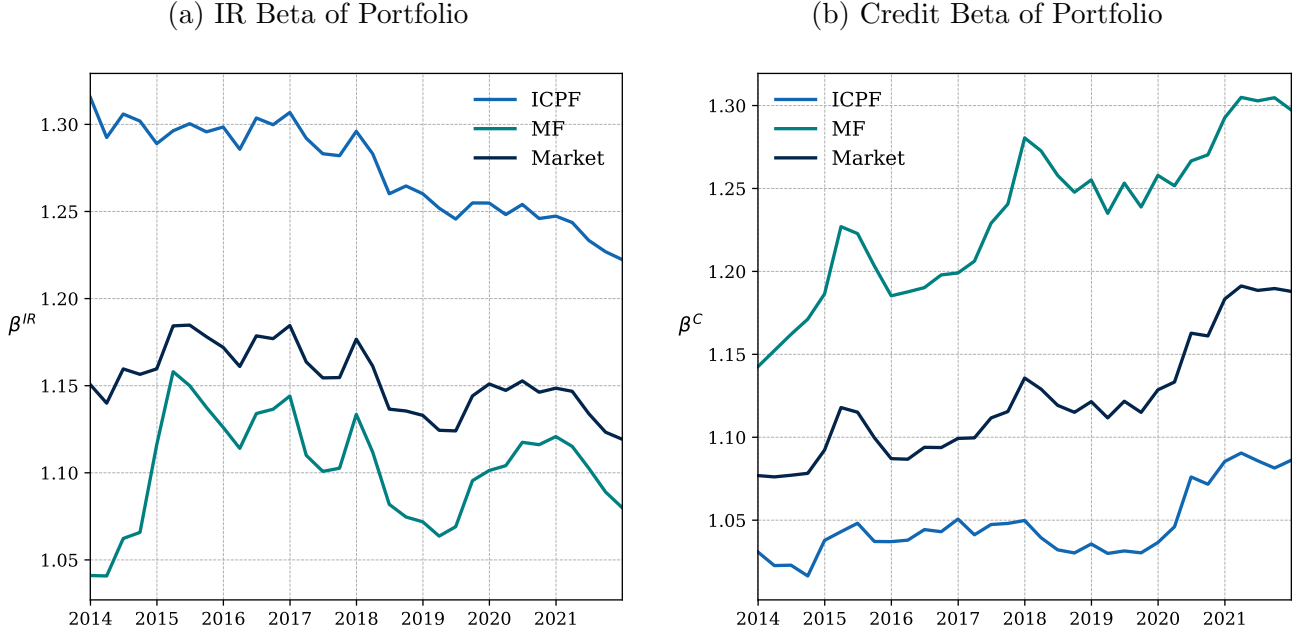 (a) IR Beta of Portfolio
ICPF
MF
Market
1.30
1.25
1.20
1.15
1.10
1.05
β^IR
2014 2015 2016 2017 2018 2019 2020 2021
(b) Credit Beta of Portfolio
ICPF
MF
Market
1.30
1.25
1.20
1.15
1.10
1.05
β^C
2014 2015 2016 2017 2018 2019 2020 2021